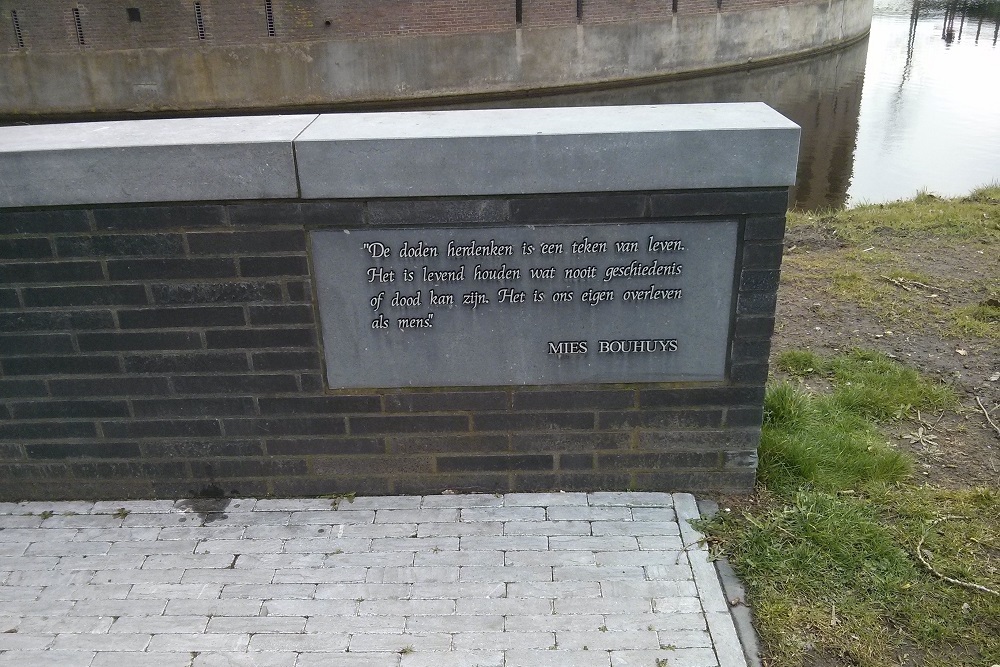 "De doden herdenken is een teken van leven.
Het is levend houden wat nooit geschiedenis
of dood kan zijn. Het is ons eigen overleven
als mens."
MIES BOUHUYS